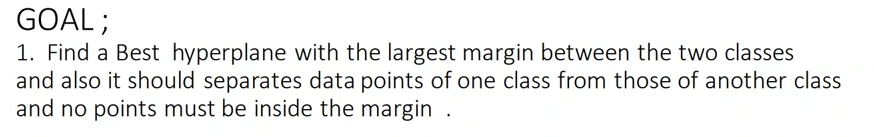 GOAL ;
1. Find a Best hyperplane with the largest margin between the two classes
and also it should separates data points of one class from those of another class
and no points must be inside the margin .